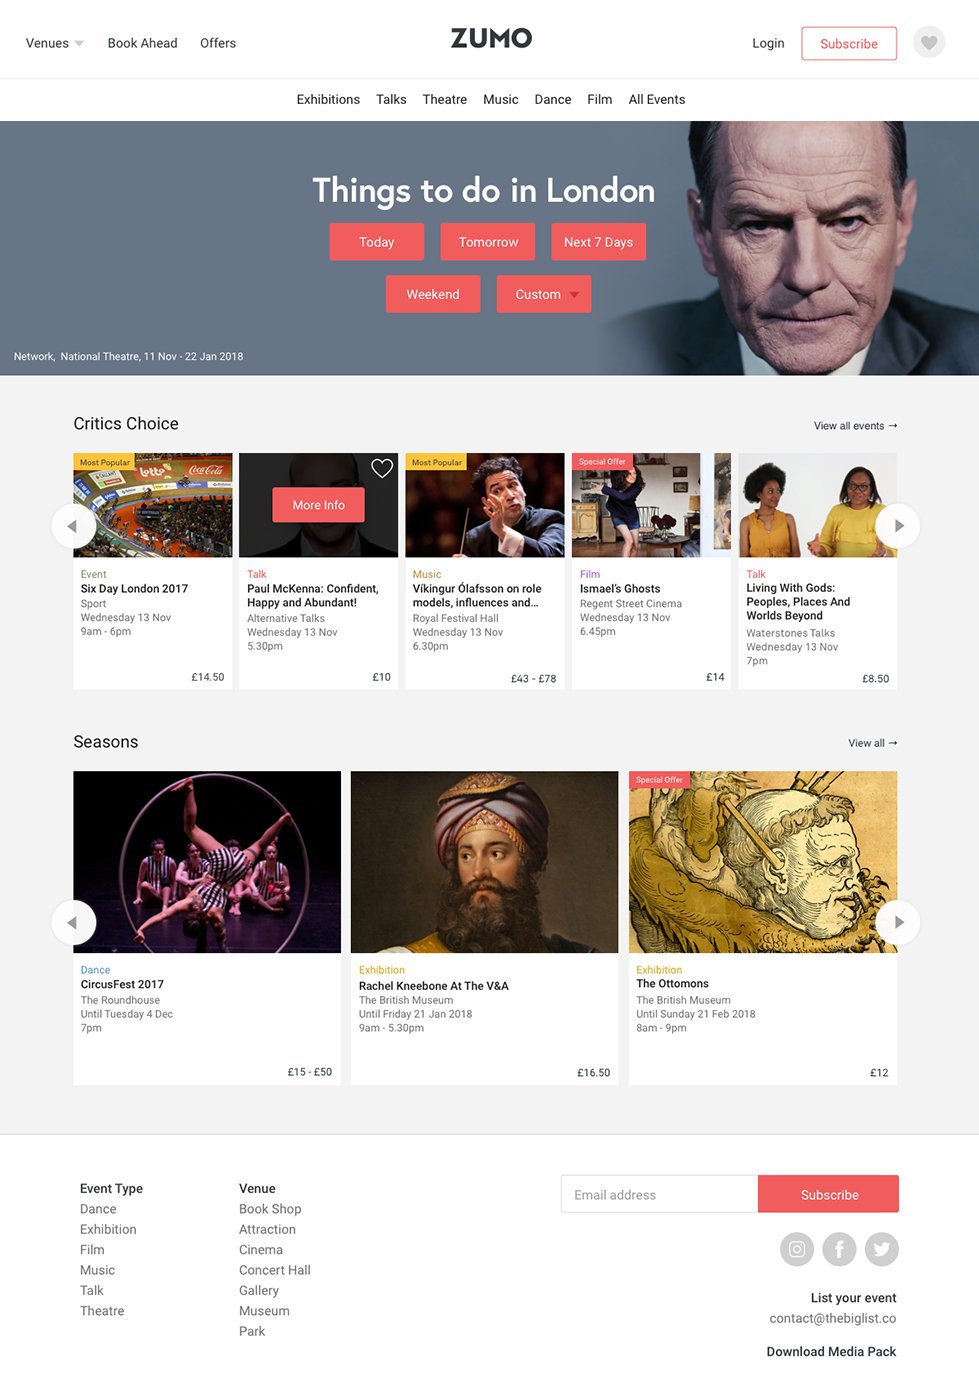 Venues Book Ahead Offers
ZUMO
Login Subscribe
Exhibitions Talks Theatre Music Dance Film All Events
Things to do in London
Today Tomorrow Next 7 Days
Weekend Custom
Network, National Theatre, 11 Nov - 22 Jan 2018
Critics Choice
View all events →
Most Popular
Lotto
Coca-Cola
Event
Six Day London 2017
Sport
Wednesday 13 Nov
9am - 6pm
£14.50
More Info
Talk
Paul McKenna: Confident,
Happy and Abundant!
Alternative Talks
Wednesday 13 Nov
5.30pm
£10
Most Popular
Music
Víkingur Ólafsson on role
models, influences and...
Royal Festival Hall
Wednesday 13 Nov
6.30pm
£43 - £78
Special Offer
Film
Ismael's Ghosts
Regent Street Cinema
Wednesday 13 Nov
6.45pm
£14
Talk
Living With Gods:
Peoples, Places And
Worlds Beyond
Waterstones Talks
Wednesday 13 Nov
7pm
£8.50
Seasons
View all →
Dance
CircusFest 2017
The Roundhouse
Until Tuesday 4 Dec
7pm
£15 - £50
Exhibition
Rachel Kneebone At The V&A
The British Museum
Until Friday 21 Jan 2018
9am - 5.30pm
£16.50
Special Offer
Exhibition
The Ottomons
The British Museum
Until Sunday 21 Feb 2018
8am - 9pm
£12
Event Type
Dance
Exhibition
Film
Music
Talk
Theatre
Venue
Book Shop
Attraction
Cinema
Concert Hall
Gallery
Museum
Park
Email address
Subscribe
List your event
contact@thebiglist.co
Download Media Pack